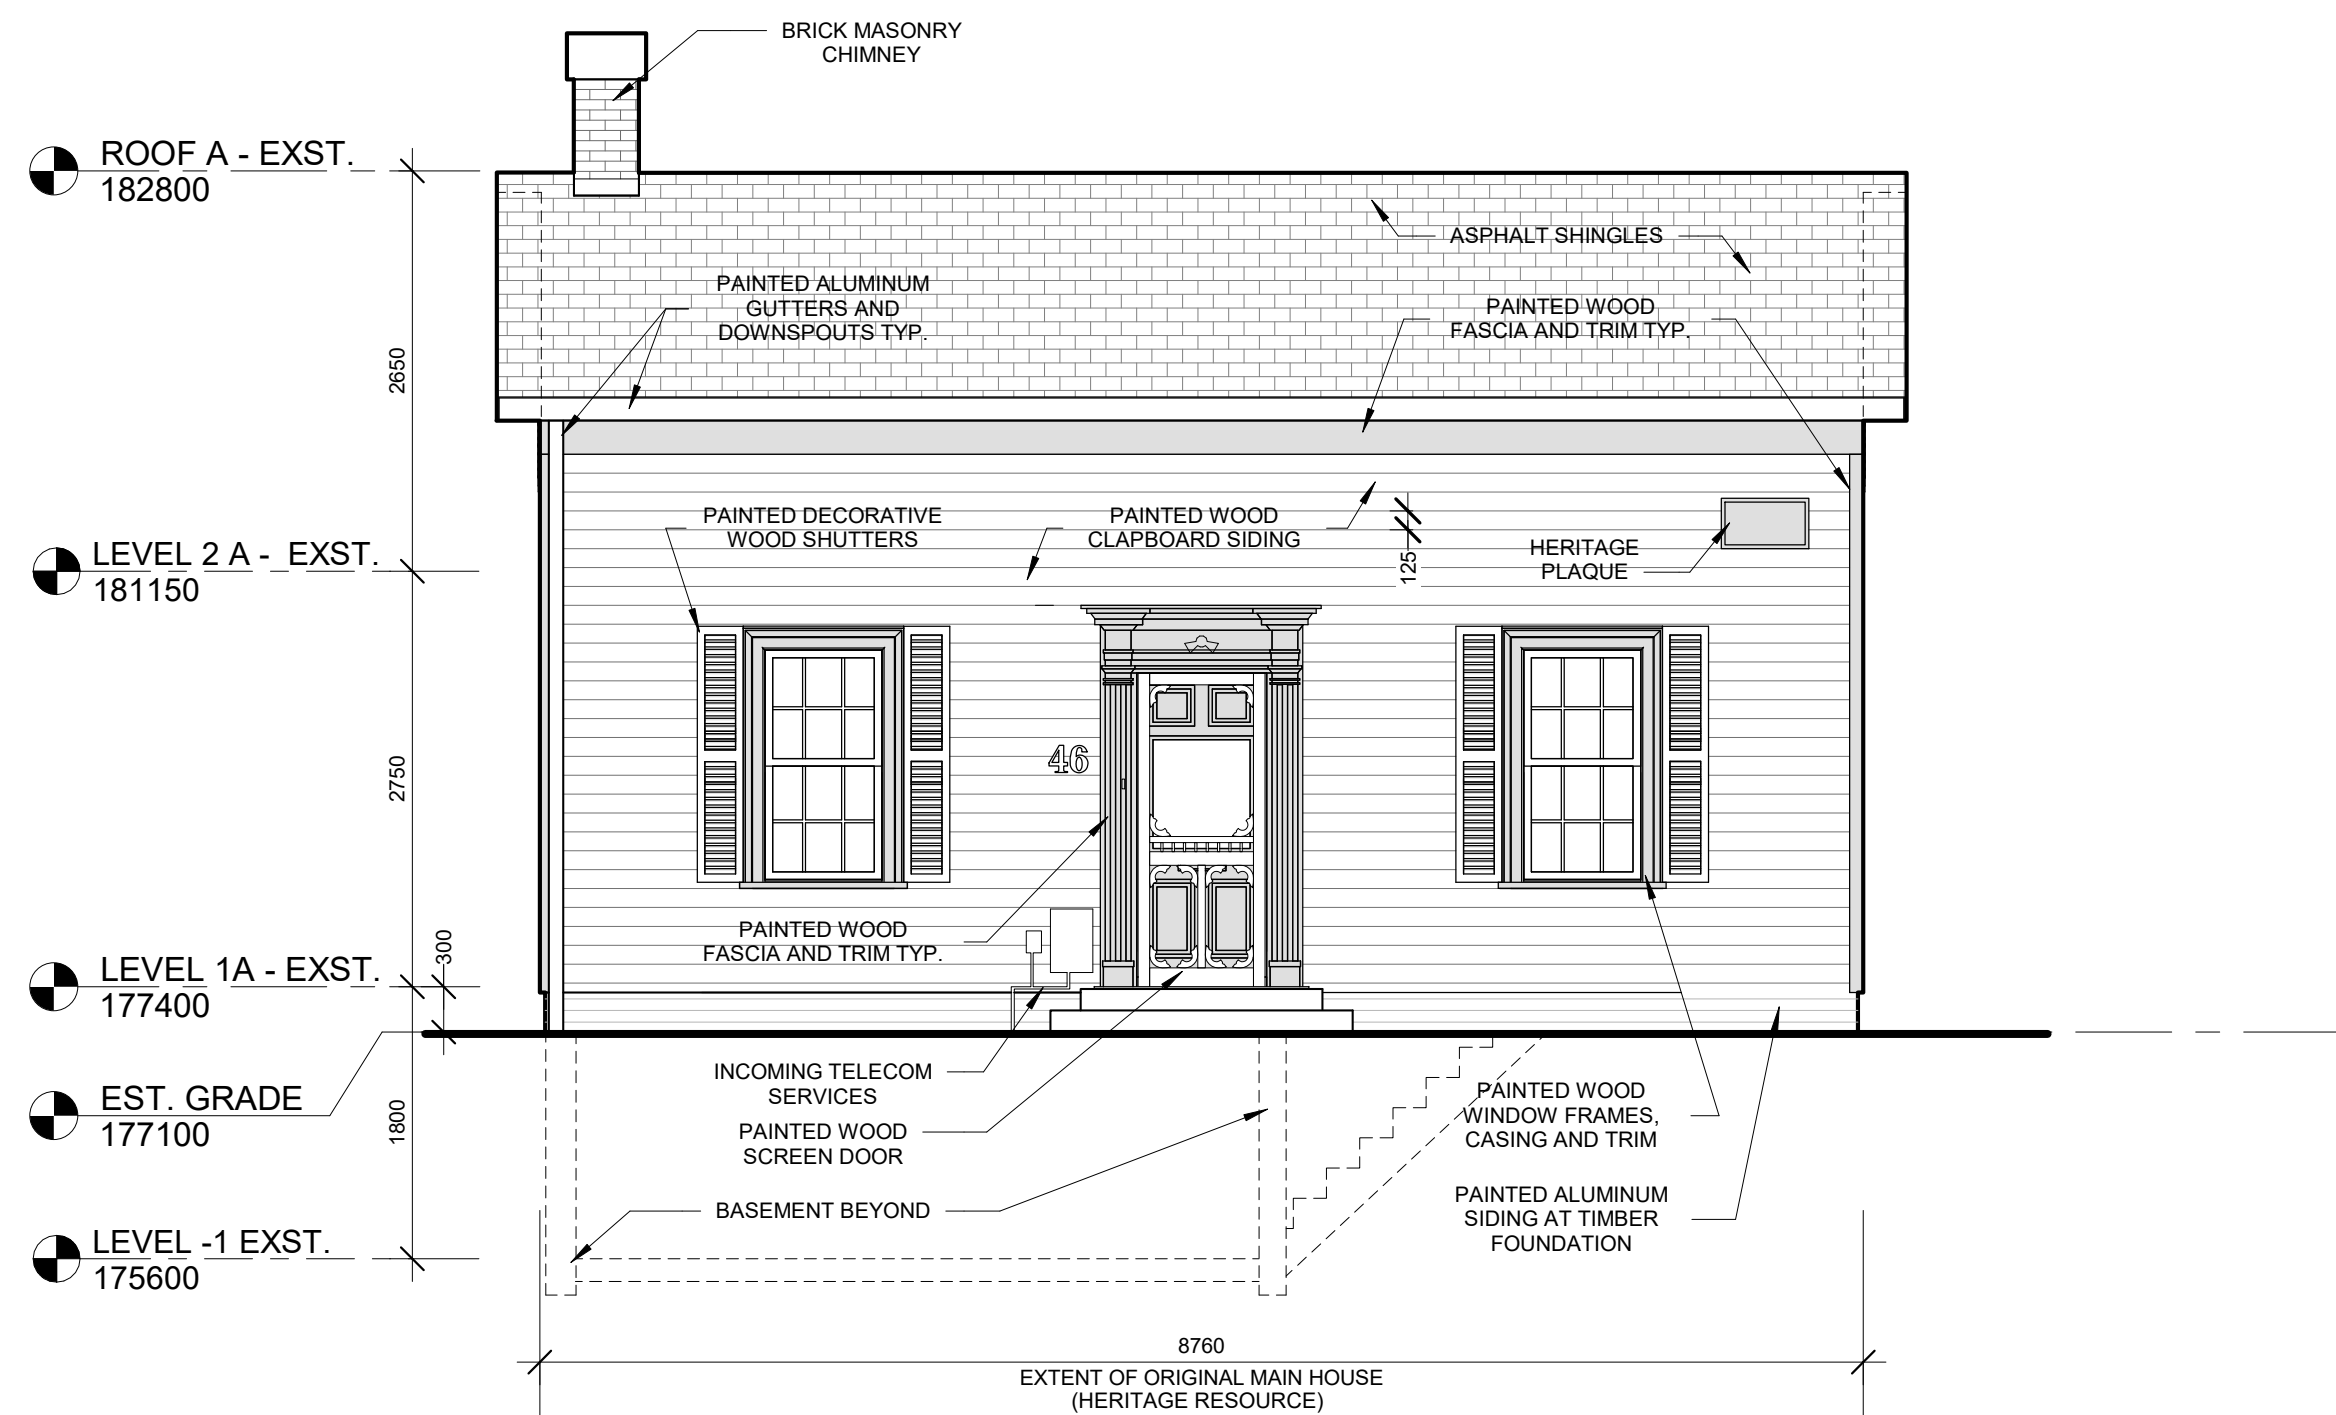 BRICK MASONRY
CHIMNEY
ROOF A - EXST.
182800
ASPHALT SHINGLES
PAINTED ALUMINUM
GUTTERS AND
DOWNSPOUTS TYP.
PAINTED WOOD
FASCIA AND TRIM TYP.
2650
PAINTED DECORATIVE
WOOD SHUTTERS
PAINTED WOOD
CLAPBOARD SIDING
125
HERITAGE
PLAQUE
LEVEL 2 A - EXST.
181150
46
2750
PAINTED WOOD
FASCIA AND TRIM TYP.
300
LEVEL 1A - EXST.
177400
INCOMING TELECOM
SERVICES
PAINTED WOOD
WINDOW FRAMES,
CASING AND TRIM
EST. GRADE
177100
1800
PAINTED WOOD
SCREEN DOOR
BASEMENT BEYOND
PAINTED ALUMINUM
SIDING AT TIMBER
FOUNDATION
LEVEL -1 EXST.
175600
8760
EXTENT OF ORIGINAL MAIN HOUSE
(HERITAGE RESOURCE)